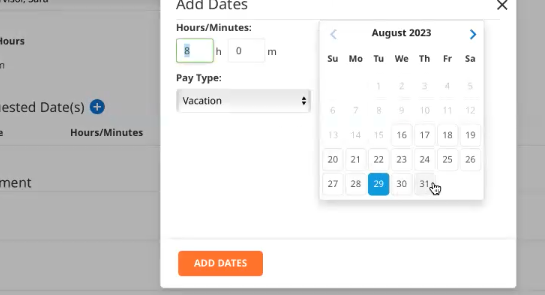 visor, Sara
Hours
m
uested Date(s)
e Hours/Minutes
ment
Add Dates
Hours/Minutes:
8 h 0 m
Pay Type:
Vacation
August 2023
Su Mo Tu We Th Fr Sa
1 2 3 4 5
6 7 8 9 10 11 12
13 14 15 16 17 18 19
20 21 22 23 24 25 26
27 28 29 30 31
ADD DATES